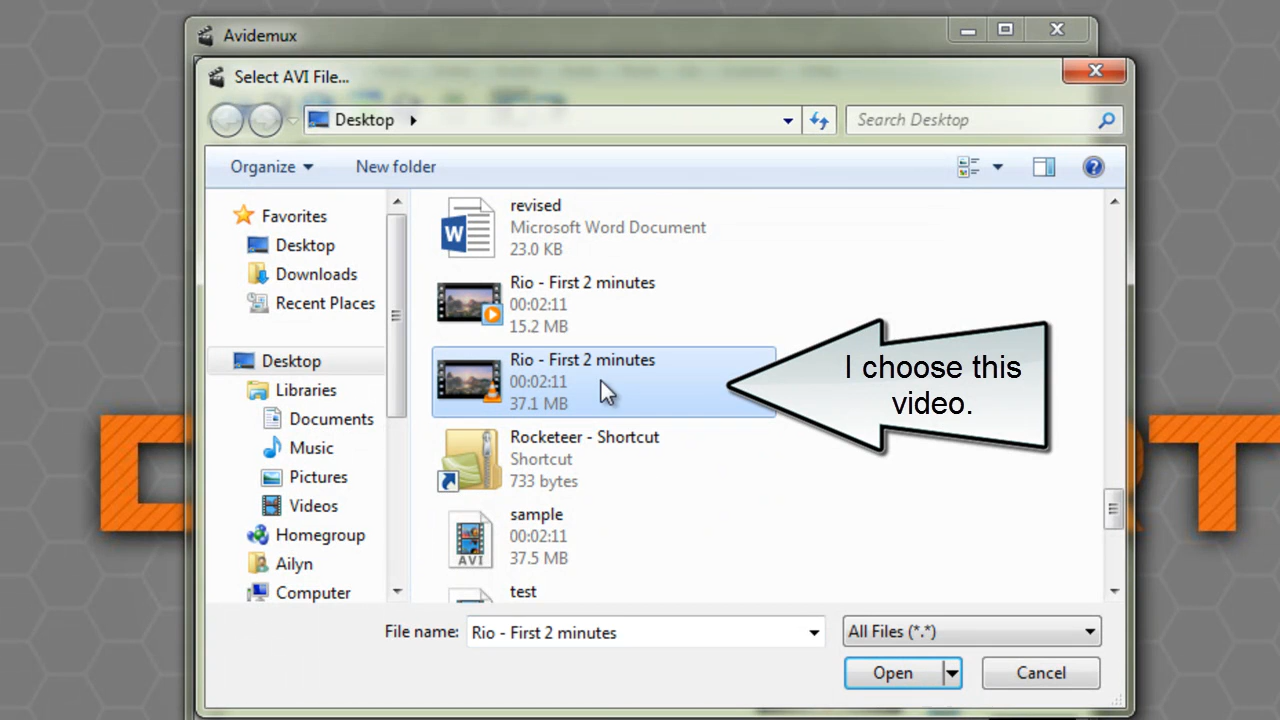 Avidemux
Select AVI File...
Desktop
Search Desktop
Organize
New folder
Favorites
Desktop
Downloads
Recent Places
Desktop
Libraries
Documents
Music
Pictures
Videos
Homegroup
Ailyn
Computer
revised
Microsoft Word Document
23.0 KB
Rio - First 2 minutes
00:02:11
15.2 MB
Rio - First 2 minutes
00:02:11
37.1 MB
Rocketeer - Shortcut
Shortcut
733 bytes
AVI
sample
00:02:11
37.5 MB
test
I choose this
video.
File name:
Rio - First 2 minutes
All Files (*.*)
Open
Cancel